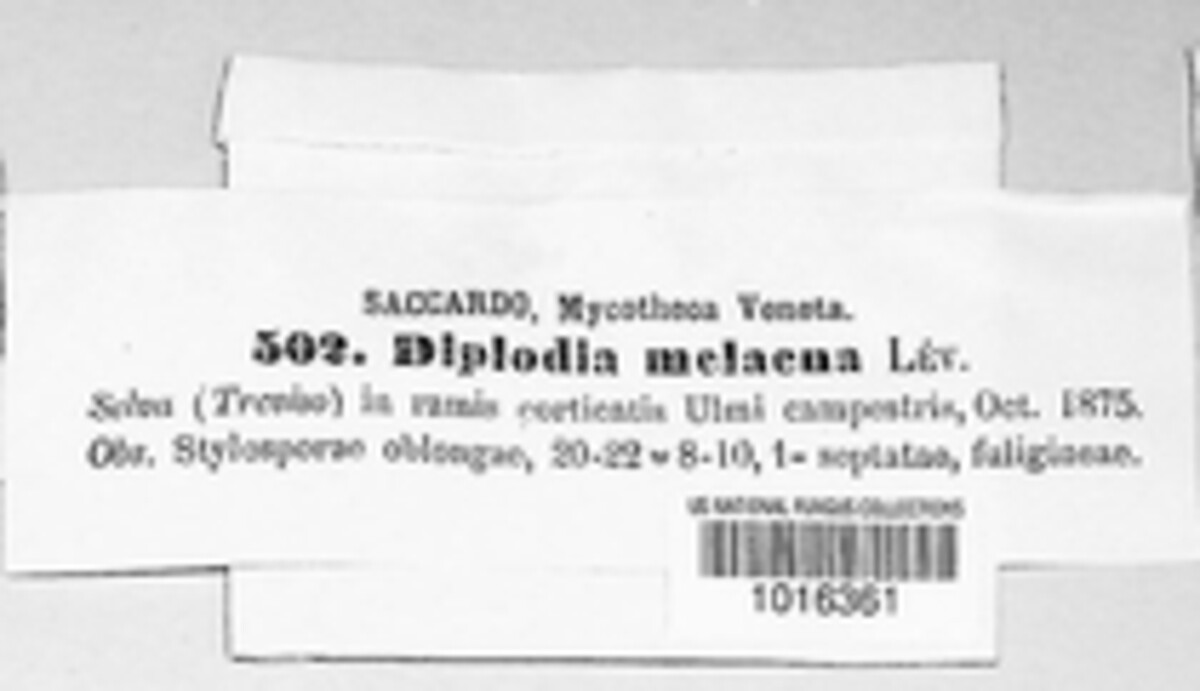 SACCARDO, Mycotheca Veneta.
502. Diplodia melaena Lév.
Selva (Treviso) in ramis corticatis Ulmi campestris, Oct. 1875.
Obs. Stylosporae oblongae, 20-22 8-10, 1- septatae, fuligineae.
US NATIONAL FUNGUS COLLECTIONS
1016361